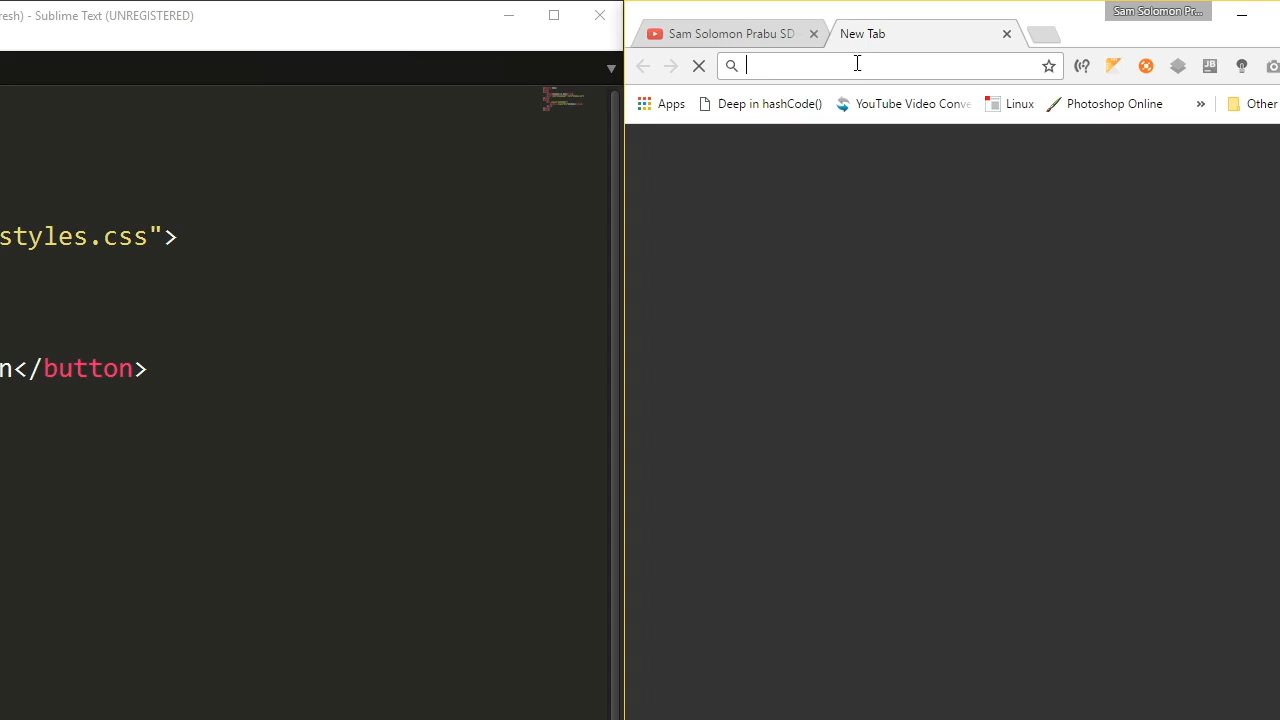 resh) - Sublime Text (UNREGISTERED)
Sam Solomon Pr...
Sam Solomon Prabu SD
New Tab
JB
Apps
Deep in hashCode()
YouTube Video Conve
Linux
Photoshop Online
»
Other
styles.css">
n</button>